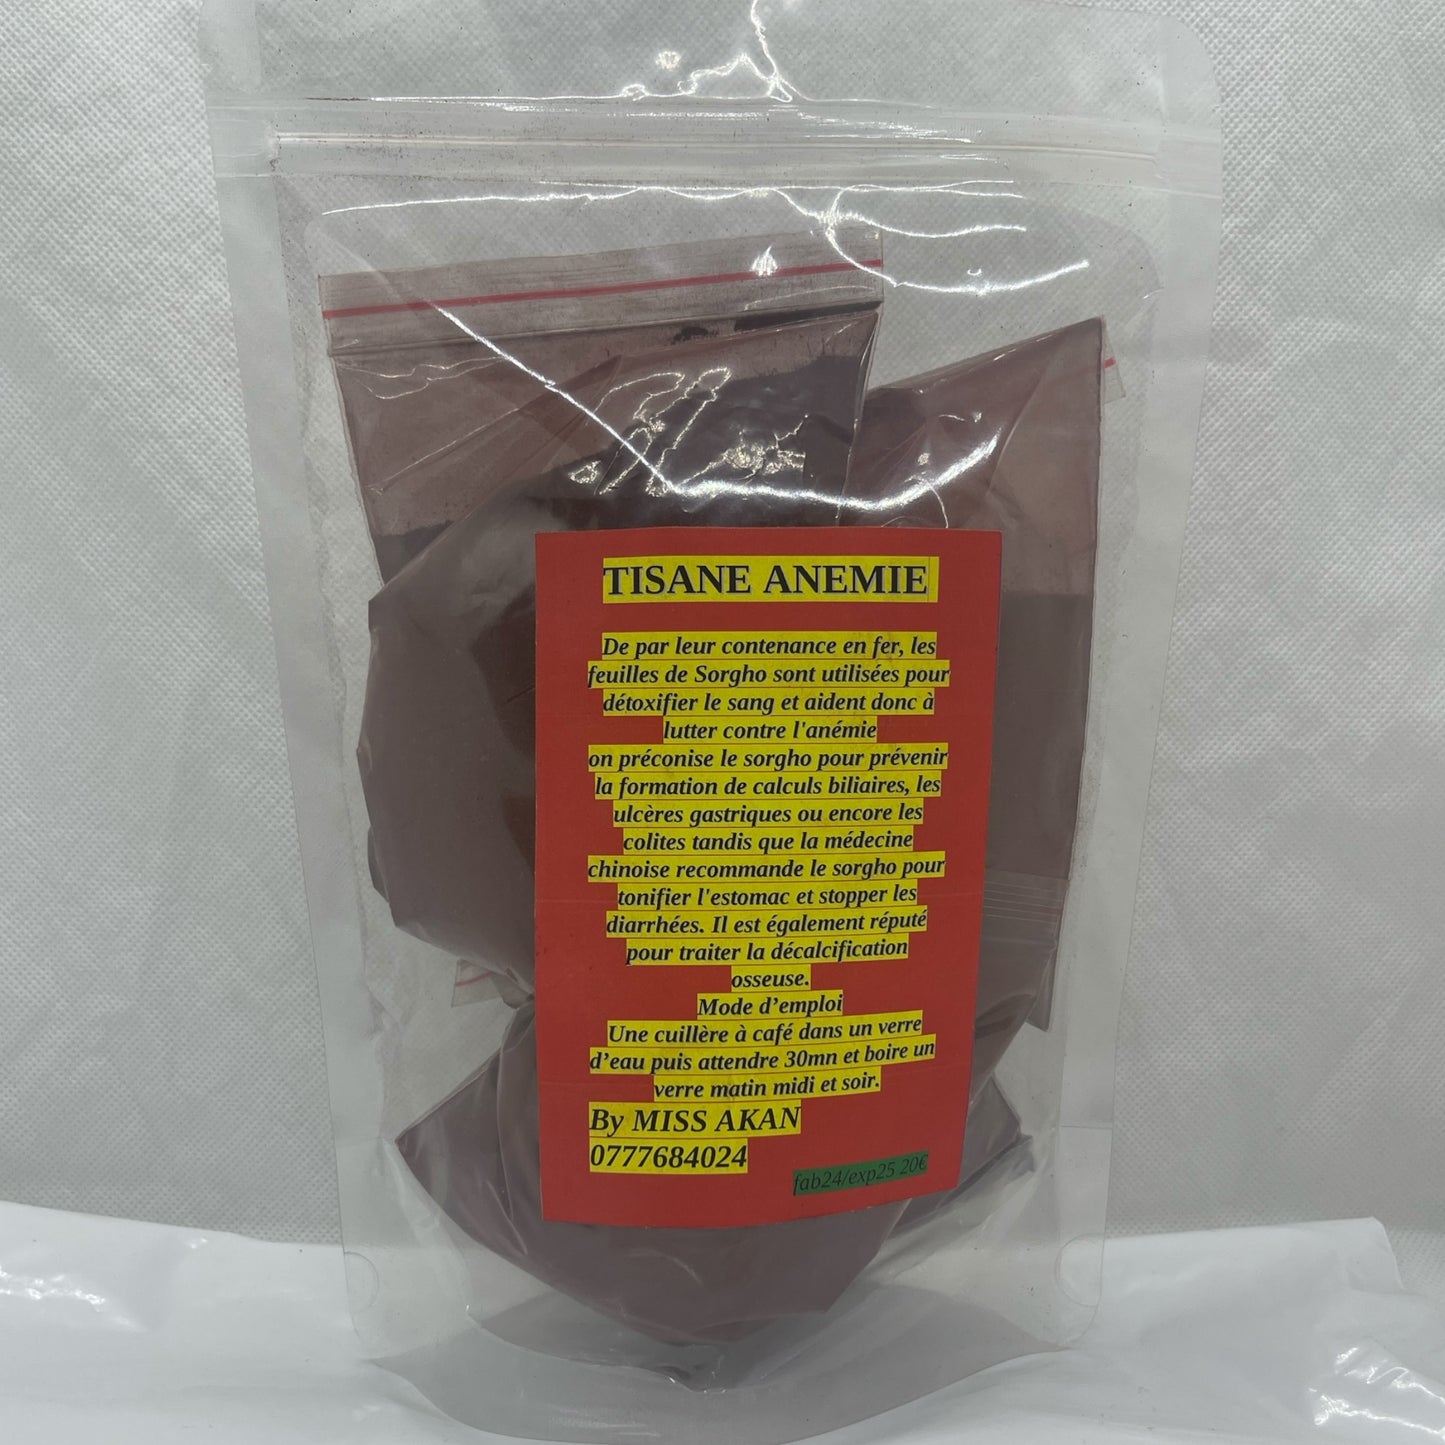 TISANE ANEMIE
De par leur contenance en fer, les
feuilles de Sorgho sont utilisées pour
détoxifier le sang et aident donc à
lutter contre l'anémie
on préconise le sorgho pour prévenir
la formation de calculs biliaires, les
ulcères gastriques ou encore les
colites tandis que la médecine
chinoise recommande le sorgho pour
tonifier l'estomac et stopper les
diarrhées. Il est également réputé
pour traiter la décalcification
osseuse.
Mode d’emploi
Une cuillère à café dans un verre
d’eau puis attendre 30mn et boire un
verre matin midi et soir.
By MISS AKAN
0777684024
fab24/exp25 20€